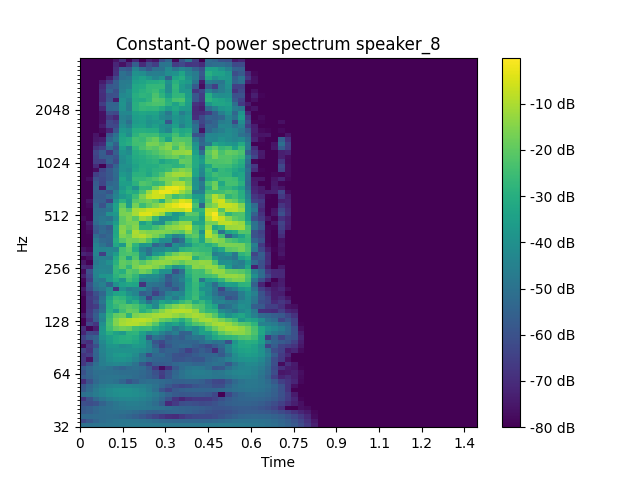 Constant-Q power spectrum speaker_8
Hz
2048
1024
512
256
128
64
32
0 0.15 0.3 0.45 0.6 0.75 0.9 1.1 1.2 1.4
Time
-10 dB
-20 dB
-30 dB
-40 dB
-50 dB
-60 dB
-70 dB
-80 dB